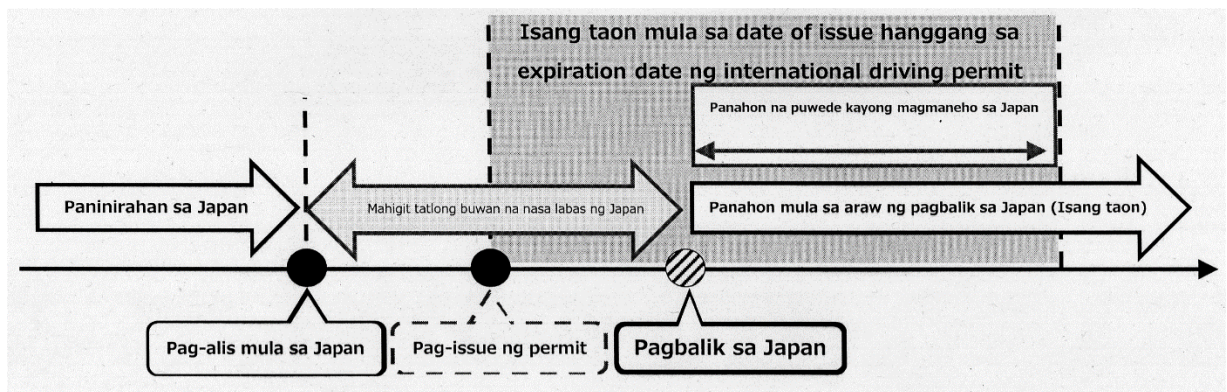 Isang taon mula sa date of issue hanggang sa
expiration date ng international driving permit
Panahon na puwede kayong magmaneho sa Japan
Paninirahan sa Japan
Mahigit tatlong buwan na nasa labas ng Japan
Panahon mula sa araw ng pagbalik sa Japan (Isang taon)
Pag-alis mula sa Japan
Pag-issue ng permit
Pagbalik sa Japan